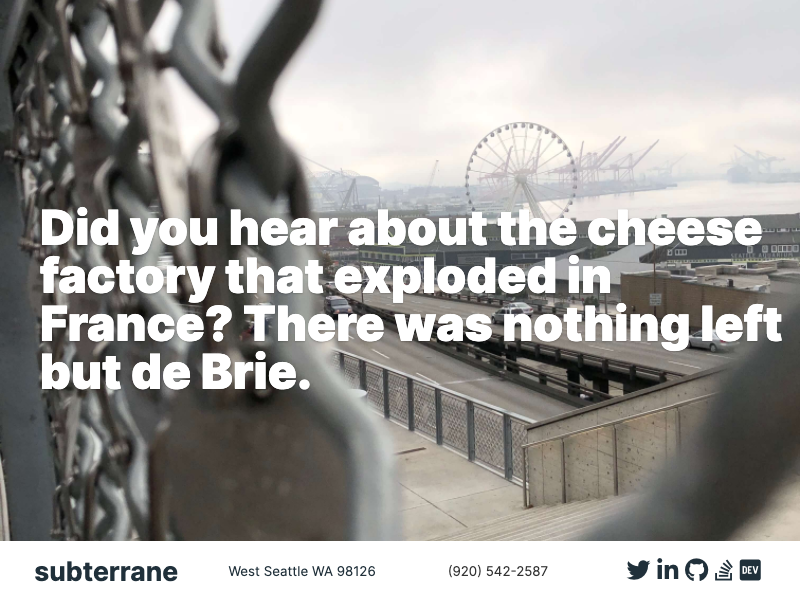 Did you hear about the cheese
factory that exploded in
France? There was nothing left
but de Brie.
subterrane West Seattle WA 98126 (920) 542-2587 DEV